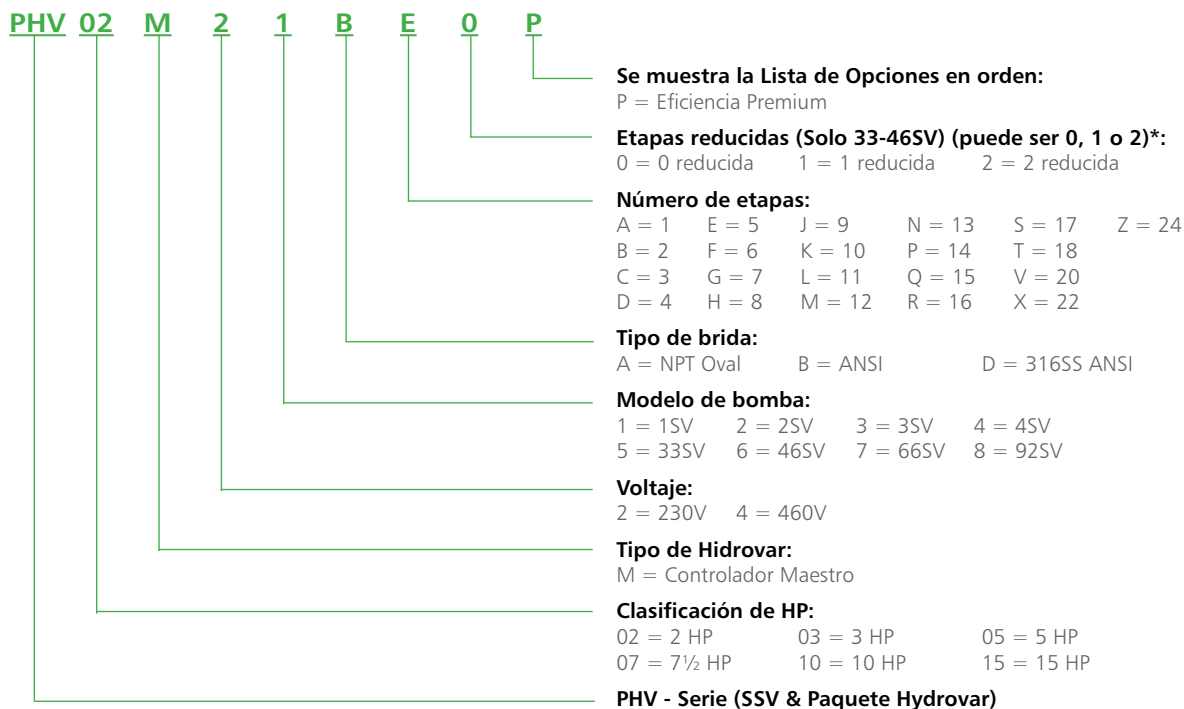 PHV 02 M 2 1 B E 0 P
Se muestra la Lista de Opciones en orden:
P = Eficiencia Premium
Etapas reducidas (Solo 33-46SV) (puede ser 0, 1 o 2)*:
0 = 0 reducida 1 = 1 reducida 2 = 2 reducida
Número de etapas:
A = 1 E = 5 J = 9 N = 13 S = 17 Z = 24
B = 2 F = 6 K = 10 P = 14 T = 18
C = 3 G = 7 L = 11 Q = 15 V = 20
D = 4 H = 8 M = 12 R = 16 X = 22
Tipo de brida:
A = NPT Oval B = ANSI D = 316SS ANSI
Modelo de bomba:
1 = 1SV 2 = 2SV 3 = 3SV 4 = 4SV
5 = 33SV 6 = 46SV 7 = 66SV 8 = 92SV
Voltaje:
2 = 230V 4 = 460V
Tipo de Hidrovar:
M = Controlador Maestro
Clasificación de HP:
02 = 2 HP 03 = 3 HP 05 = 5 HP
07 = 7½ HP 10 = 10 HP 15 = 15 HP
PHV - Serie (SSV & Paquete Hydrovar)